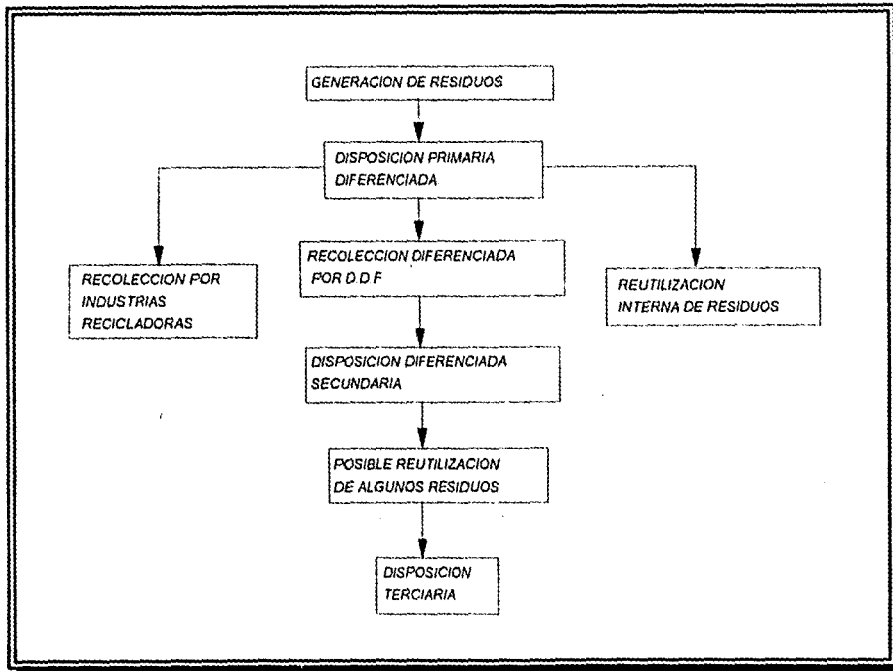 GENERACION DE RESIDUOS
DISPOSICION PRIMARIA
DIFERENCIADA
RECOLECCION POR
INDUSTRIAS
RECICLADORAS
RECOLECCION DIFERENCIADA
POR D.D.F
REUTILIZACION
INTERNA DE RESIDUOS
DISPOSICION DIFERENCIADA
SECUNDARIA
POSIBLE REUTILIZACION
DE ALGUNOS RESIDUOS
DISPOSICION
TERCIARIA